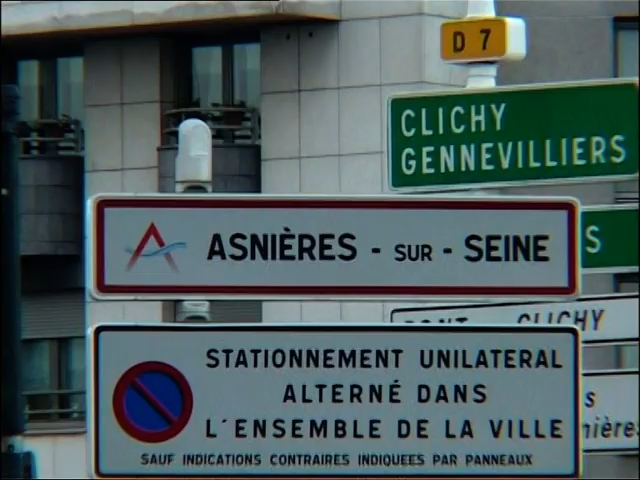 D 7
CLICHY
GENNEVILLIERS
ASNIÈRES - SUR - SEINE
S
CLICHY
STATIONNEMENT UNILATERAL
ALTERNÉ DANS
L'ENSEMBLE DE LA VILLE
SAUF INDICATIONS CONTRAIRES INDIQUEES PAR PANNEAUX
S
nières